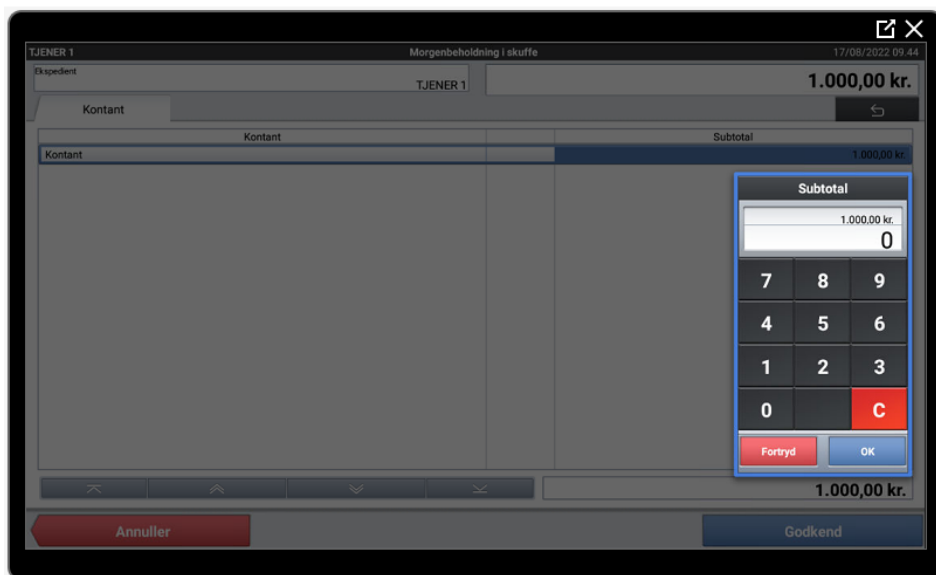 TJENER 1 Morgenbeholdning i skuffe 17/08/2022 09.44
Ekspedient
TJENER 1
1.000,00 kr.
Kontant
Kontant Subtotal
Kontant 1.000,00 kr.
Subtotal
1.000,00 kr.
0
7 8 9
4 5 6
1 2 3
0 C
Fortryd OK
1.000,00 kr.
Annuller Godkend